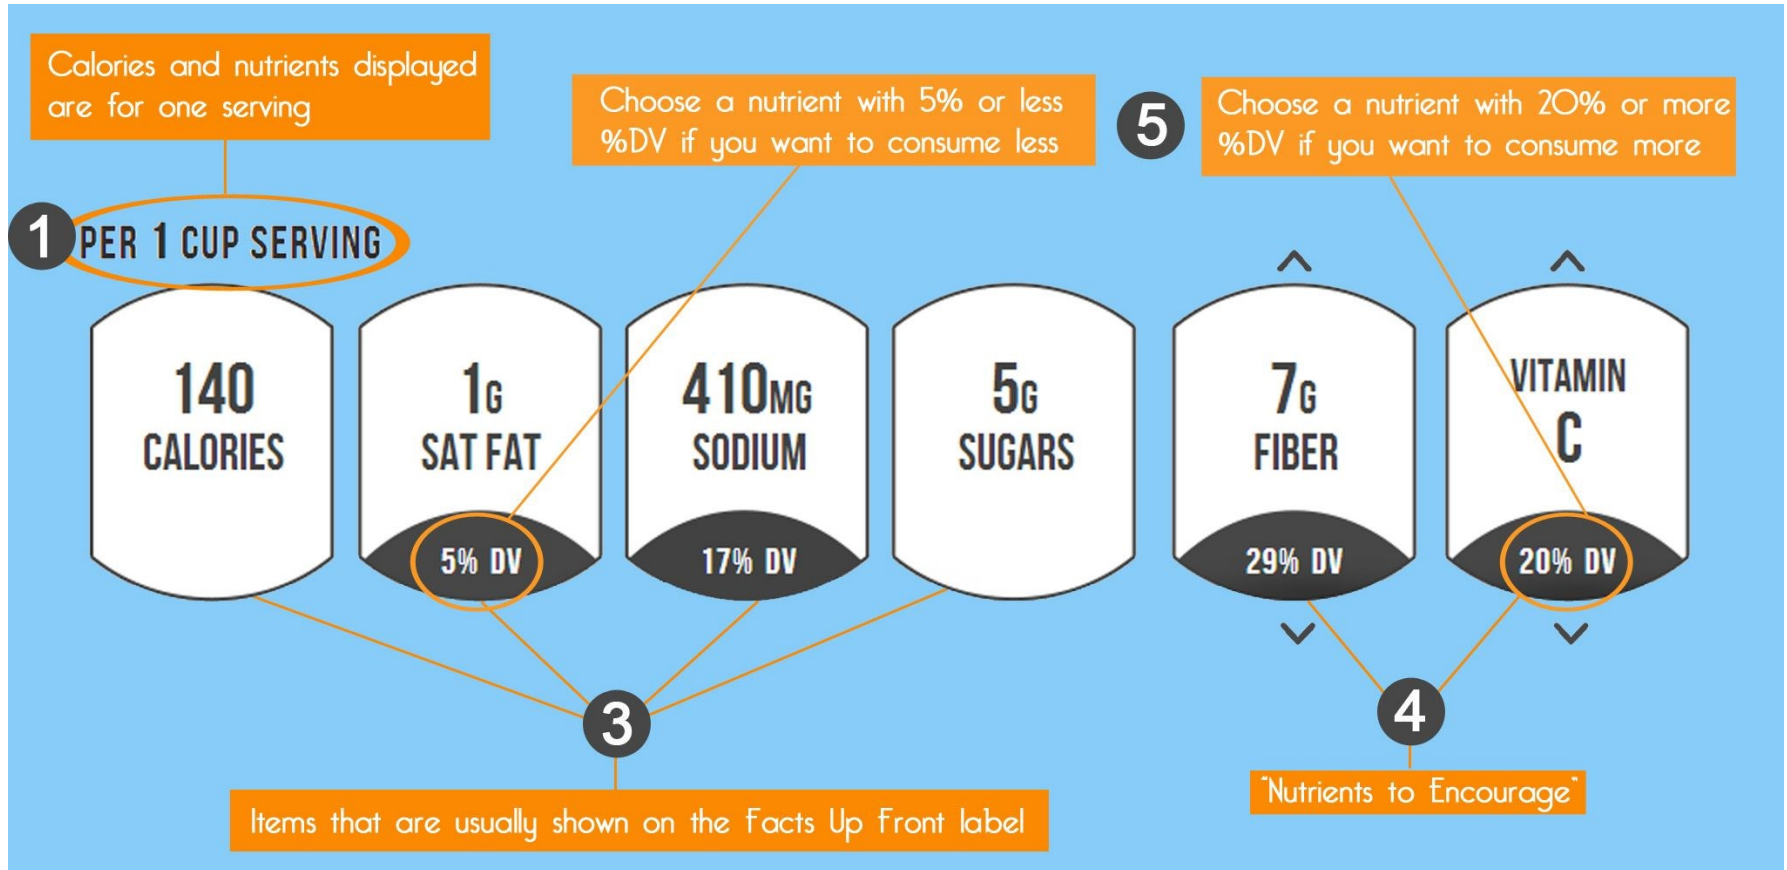 Calories and nutrients displayed
are for one serving
Choose a nutrient with 5% or less
%DV if you want to consume less
5
Choose a nutrient with 20% or more
%DV if you want to consume more
1
PER 1 CUP SERVING
140
CALORIES
1G
SAT FAT
5% DV
410MG
SODIUM
17% DV
5G
SUGARS
7G
FIBER
29% DV
VITAMIN
C
20% DV
3
Items that are usually shown on the Facts Up Front label
4
"Nutrients to Encourage"